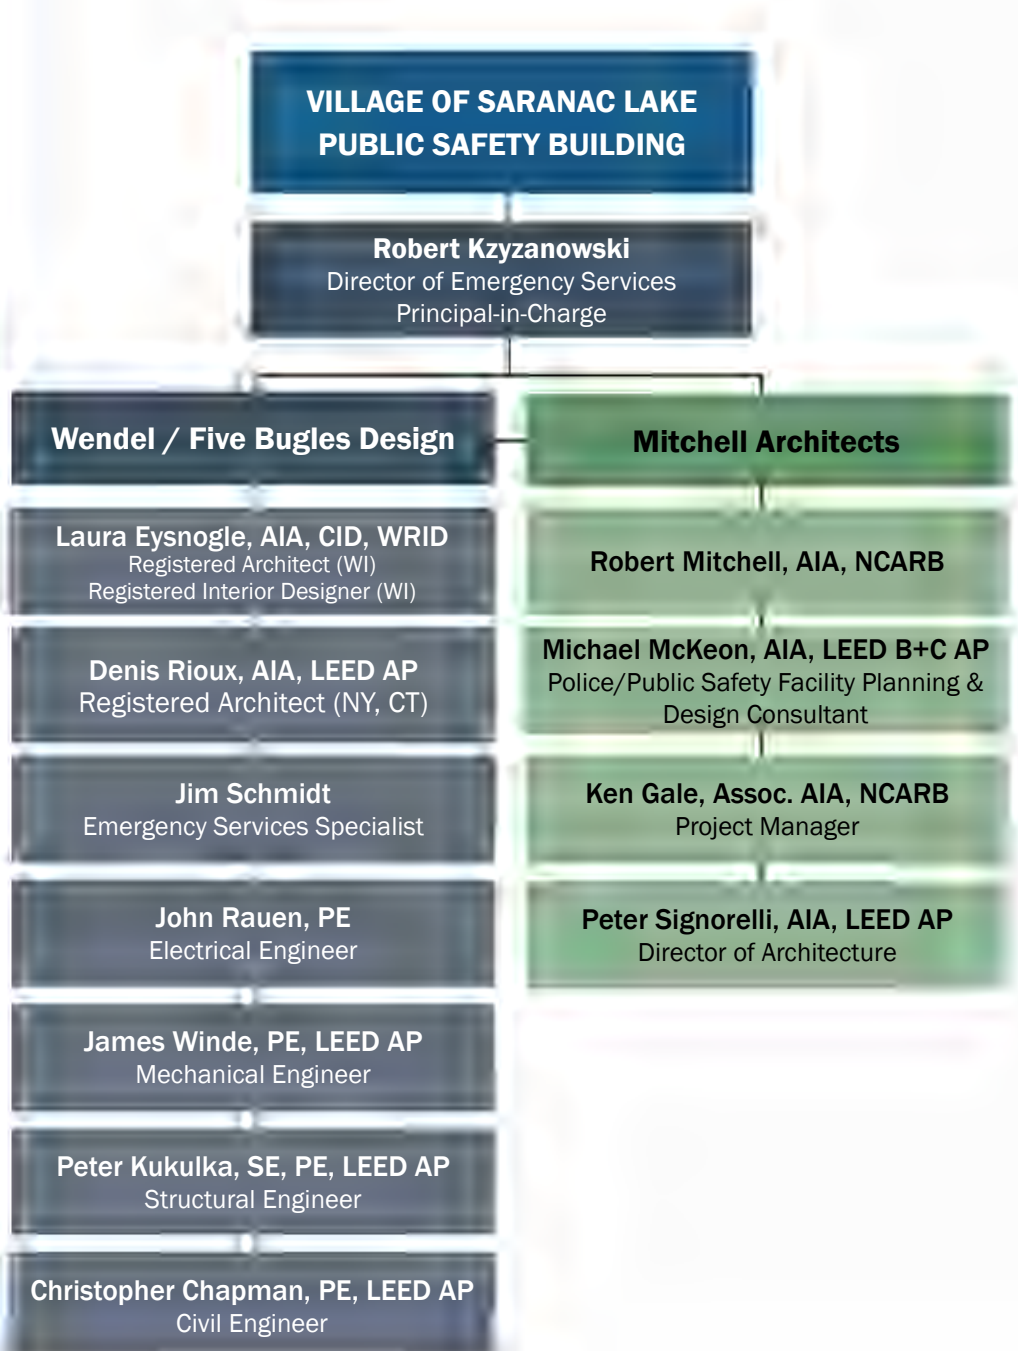 VILLAGE OF SARANAC LAKE
PUBLIC SAFETY BUILDING
Robert Kzyzanowski
Director of Emergency Services
Principal-in-Charge
Wendel / Five Bugles Design
Laura Eysnogle, AIA, CID, WRID
Registered Architect (WI)
Registered Interior Designer (WI)
Denis Rioux, AIA, LEED AP
Registered Architect (NY, CT)
Jim Schmidt
Emergency Services Specialist
John Rauen, PE
Electrical Engineer
James Winde, PE, LEED AP
Mechanical Engineer
Peter Kukulka, SE, PE, LEED AP
Structural Engineer
Christopher Chapman, PE, LEED AP
Civil Engineer
Mitchell Architects
Robert Mitchell, AIA, NCARB
Michael McKeon, AIA, LEED B+C AP
Police/Public Safety Facility Planning &
Design Consultant
Ken Gale, Assoc. AIA, NCARB
Project Manager
Peter Signorelli, AIA, LEED AP
Director of Architecture